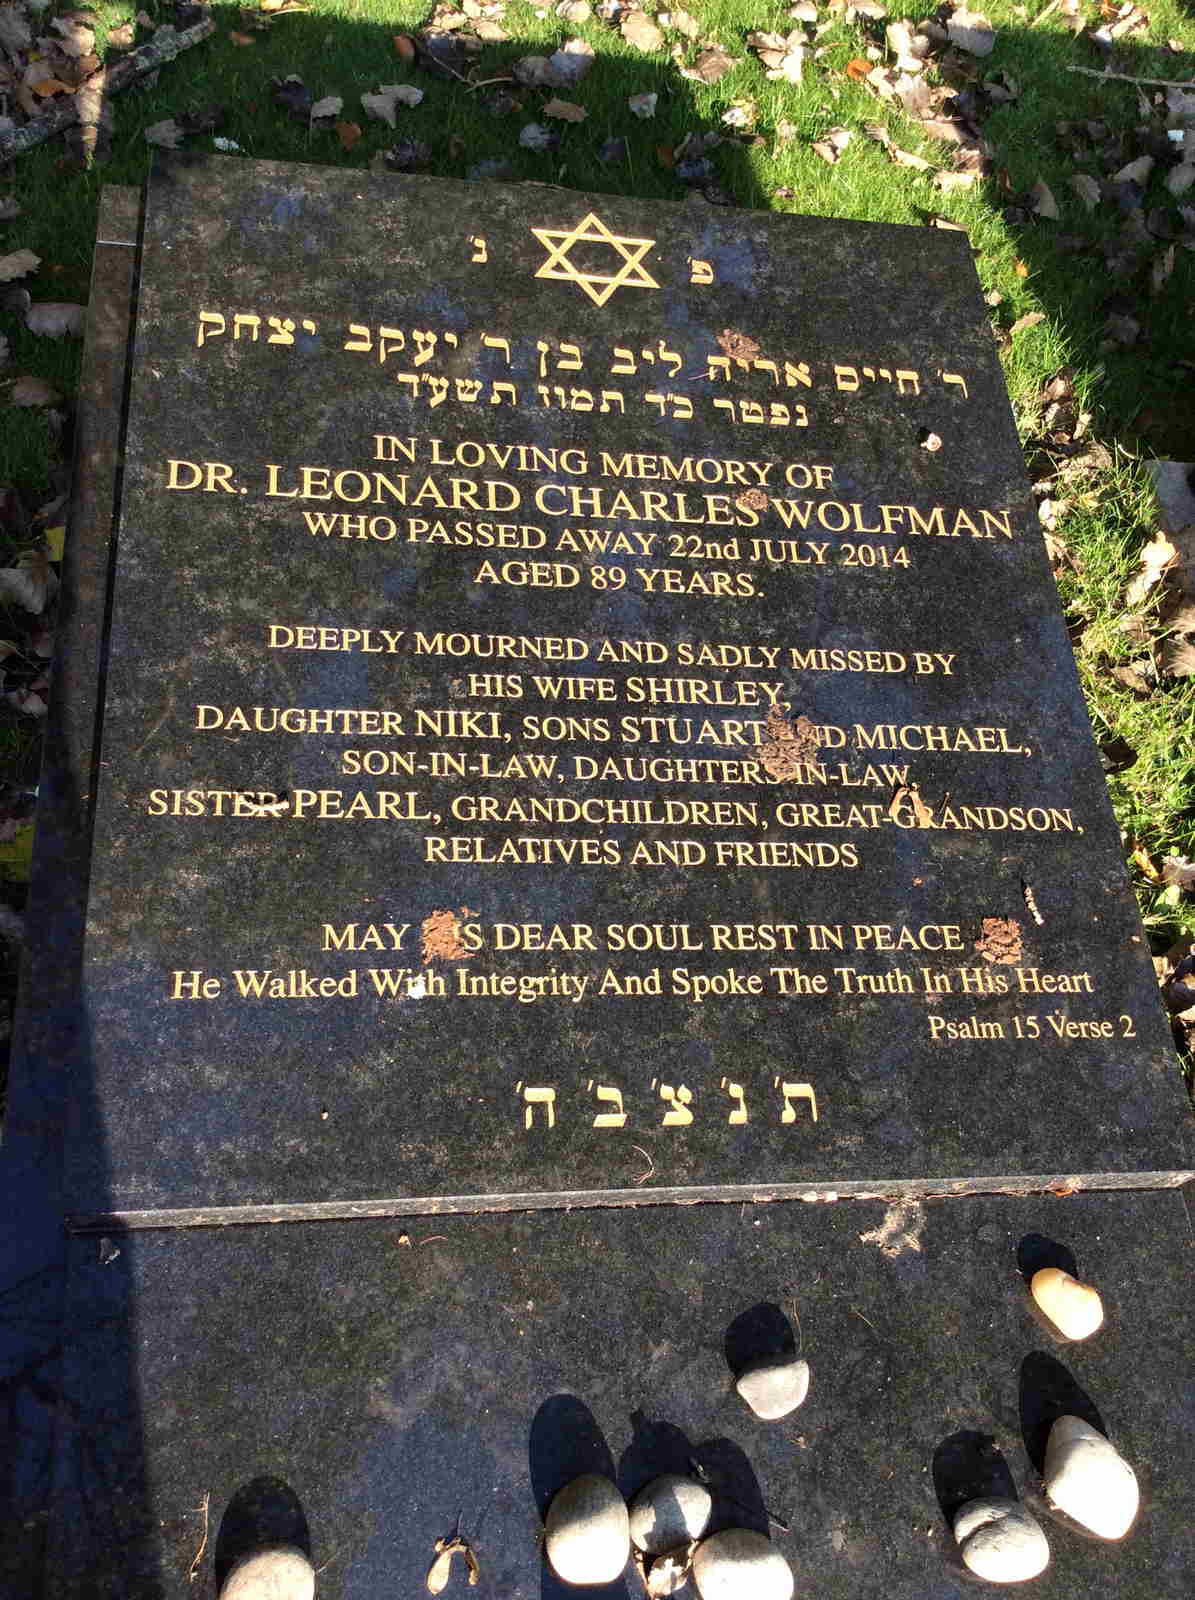 פ' נ'
ר' חיים אריה ליב בן ר' יעקב יצחק
נפטר כ"ד תמוז תשע"ד
IN LOVING MEMORY OF
DR. LEONARD CHARLES WOLFMAN
WHO PASSED AWAY 22nd JULY 2014
AGED 89 YEARS.
DEEPLY MOURNED AND SADLY MISSED BY
HIS WIFE SHIRLEY,
DAUGHTER NIKI, SONS STUART AND MICHAEL,
SON-IN-LAW, DAUGHTERS-IN-LAW,
SISTER PEARL, GRANDCHILDREN, GREAT-GRANDSON,
RELATIVES AND FRIENDS
MAY HIS DEAR SOUL REST IN PEACE
He Walked With Integrity And Spoke The Truth In His Heart
Psalm 15 Verse 2
ת' נ' צ' ב' ה'